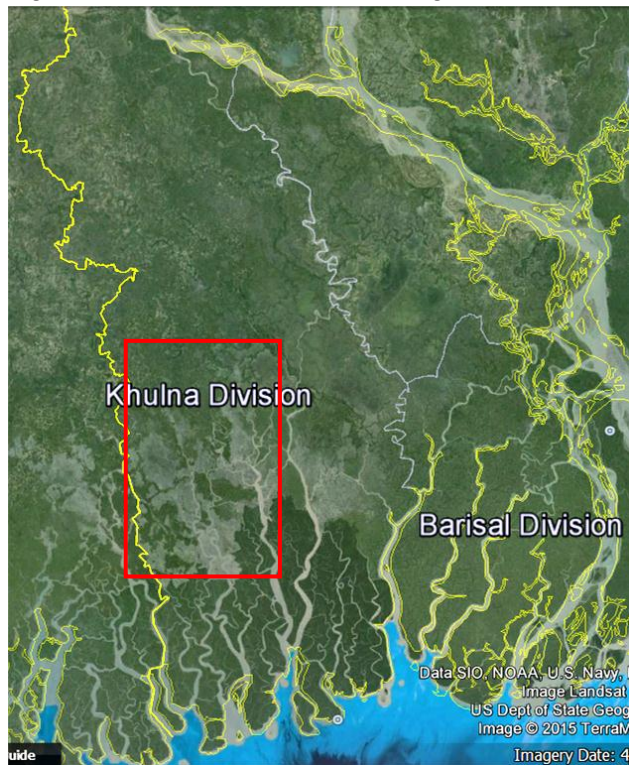 Khulna Division
Barisal Division
Data SIO, NOAA, U.S. Navy,
Image Landsat
US Dept of State Geog
Image © 2015 TerraM
uide
Imagery Date: 4